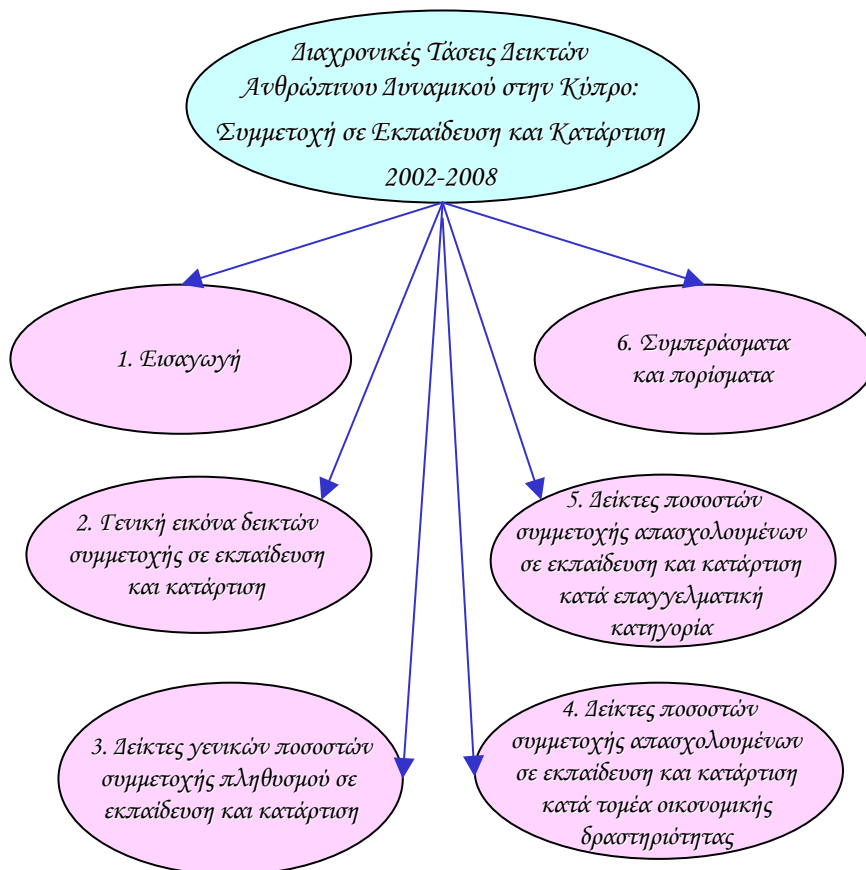 Διαχρονικές Τάσεις Δεικτών
Ανθρώπινου Δυναμικού στην Κύπρο:
Συμμετοχή σε Εκπαίδευση και Κατάρτιση
2002-2008
1. Εισαγωγή
2. Γενική εικόνα δεικτών
συμμετοχής σε εκπαίδευση
και κατάρτιση
3. Δείκτες γενικών ποσοστών
συμμετοχής πληθυσμού σε
εκπαίδευση και κατάρτιση
4. Δείκτες ποσοστών
συμμετοχής απασχολουμένων
σε εκπαίδευση και κατάρτιση
κατά τομέα οικονομικής
δραστηριότητας
5. Δείκτες ποσοστών
συμμετοχής απασχολουμένων
σε εκπαίδευση και κατάρτιση
κατά επαγγελματική
κατηγορία
6. Συμπεράσματα
και πορίσματα